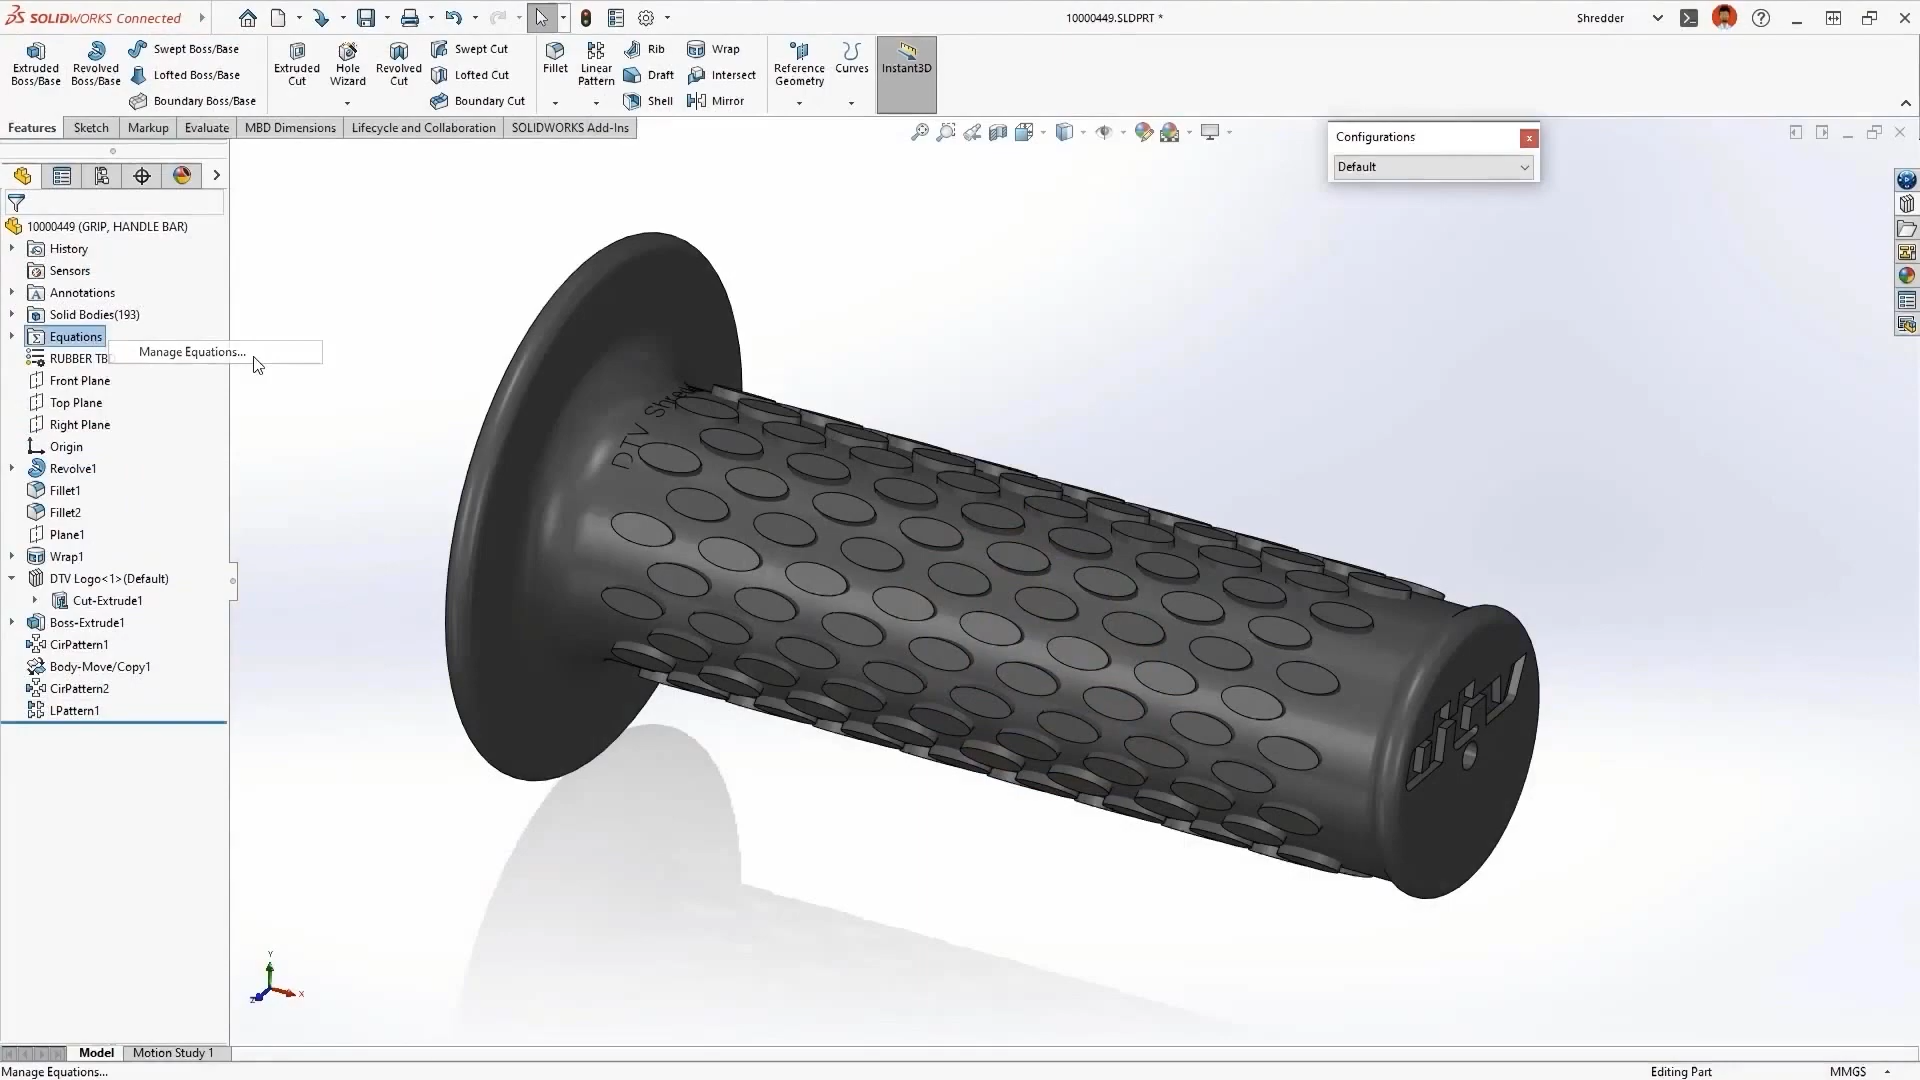 SOLIDWORKS Connected
10000449.SLDPRT *
Shredder
Extruded Boss/Base
Revolved Boss/Base
Swept Boss/Base
Lofted Boss/Base
Boundary Boss/Base
Extruded Cut
Hole Wizard
Revolved Cut
Swept Cut
Lofted Cut
Boundary Cut
Fillet
Linear Pattern
Rib
Draft
Shell
Wrap
Intersect
Mirror
Reference Geometry
Curves
Instant3D
Features
Sketch
Markup
Evaluate
MBD Dimensions
Lifecycle and Collaboration
SOLIDWORKS Add-Ins
Configurations
Default
10000449 (GRIP, HANDLE BAR)
History
Sensors
Annotations
Solid Bodies(193)
Equations
Manage Equations...
RUBBER
Front Plane
Top Plane
Right Plane
Origin
Revolve1
Fillet1
Fillet2
Plane1
Wrap1
DTV Logo<1>(Default)
Cut-Extrude1
Boss-Extrude1
CirPattern1
Body-Move/Copy1
CirPattern2
LPattern1
DTV
dtv
Y
X
Z
Model
Motion Study 1
Manage Equations...
Editing Part
MMGS